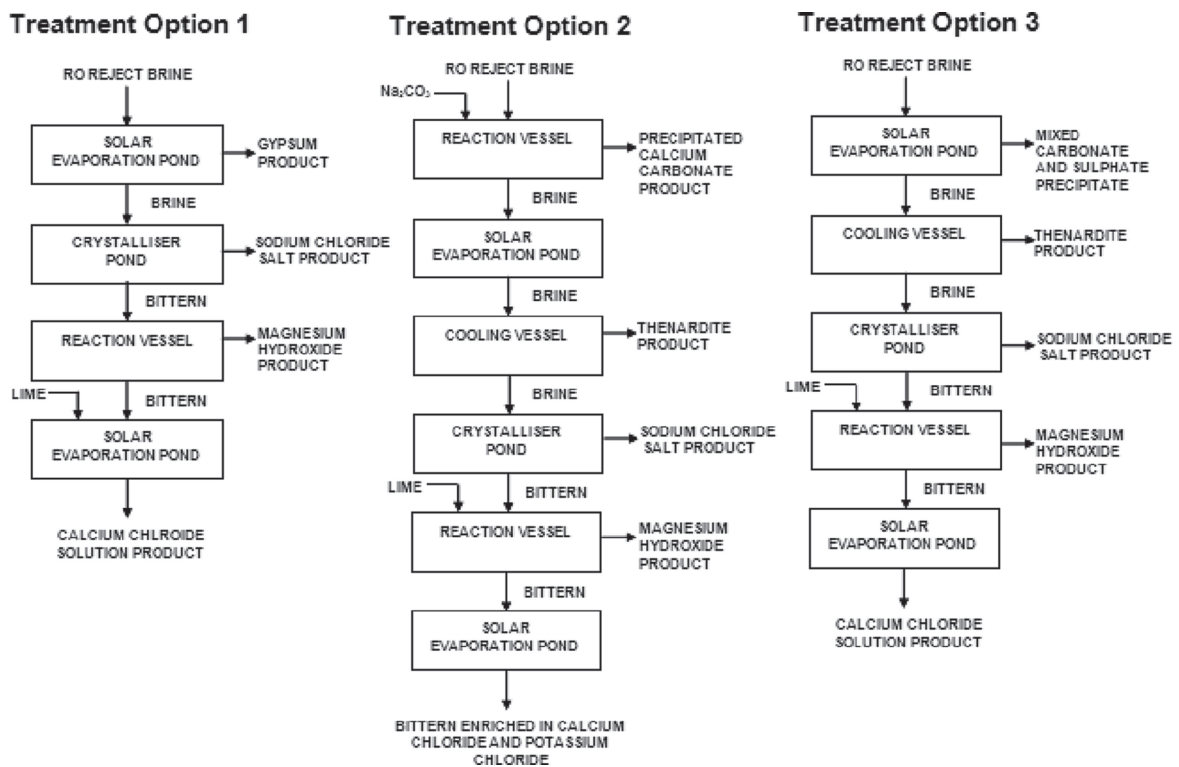 Treatment Option 1
RO REJECT BRINE
SOLAR
EVAPORATION POND
GYPSUM
PRODUCT
BRINE
CRYSTALLISER
POND
SODIUM CHLORIDE
SALT PRODUCT
BITTERN
REACTION VESSEL
MAGNESIUM
HYDROXIDE
PRODUCT
LIME
BITTERN
SOLAR
EVAPORATION POND
CALCIUM CHLROIDE
SOLUTION PRODUCT
Treatment Option 2
RO REJECT BRINE
Na₂CO₃
REACTION VESSEL
PRECIPITATED
CALCIUM
CARBONATE
PRODUCT
BRINE
SOLAR
EVAPORATION POND
BRINE
COOLING VESSEL
THENARDITE
PRODUCT
BRINE
CRYSTALLISER
POND
SODIUM CHLORIDE
SALT PRODUCT
LIME
BITTERN
REACTION VESSEL
MAGNESIUM
HYDROXIDE
PRODUCT
BITTERN
SOLAR
EVAPORATION POND
BITTERN ENRICHED IN CALCIUM
CHLORIDE AND POTASSIUM
CHLORIDE
Treatment Option 3
RO REJECT BRINE
SOLAR
EVAPORATION POND
MIXED
CARBONATE
AND SULPHATE
PRECIPITATE
BRINE
COOLING VESSEL
THENARDITE
PRODUCT
BRINE
CRYSTALLISER
POND
SODIUM CHLORIDE
SALT PRODUCT
LIME
BITTERN
REACTION VESSEL
MAGNESIUM
HYDROXIDE
PRODUCT
BITTERN
SOLAR
EVAPORATION POND
CALCIUM CHLORIDE
SOLUTION PRODUCT